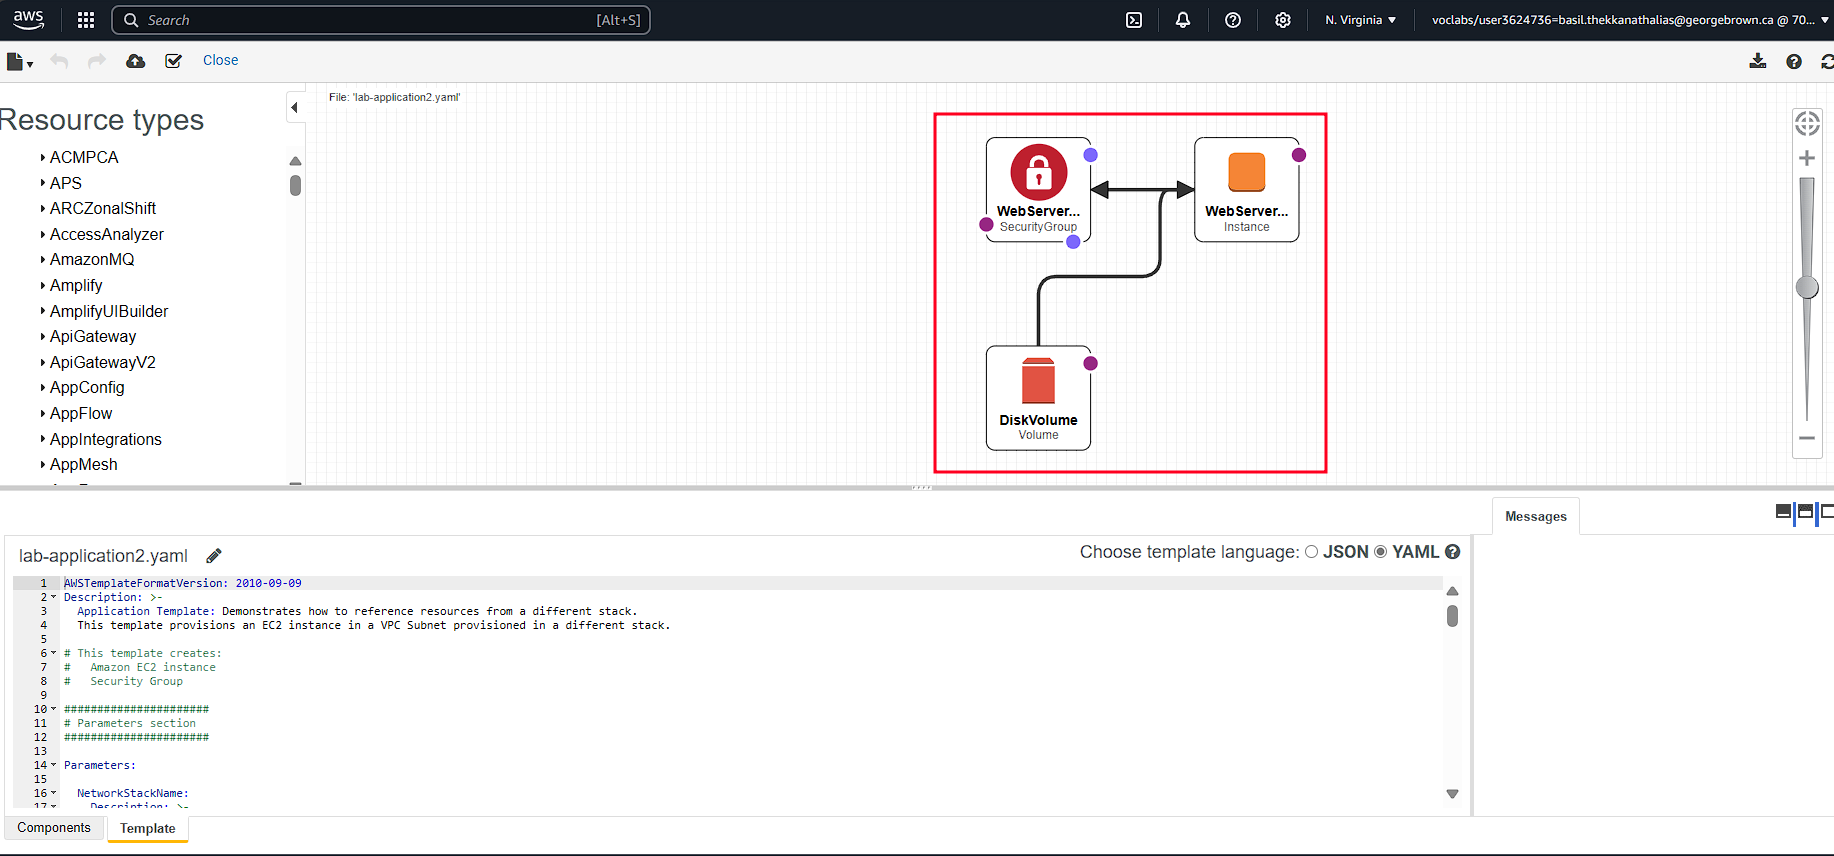 aws
Search
[Alt+S]
N. Virginia
voclabs/user3624736=basil.thekkanathalias@georgebrown.ca @ 70...
Close
Resource types
ACMPCA
APS
ARCZonalShift
AccessAnalyzer
AmazonMQ
Amplify
AmplifyUIBuilder
ApiGateway
ApiGatewayV2
AppConfig
AppFlow
AppIntegrations
AppMesh
File: 'lab-application2.yaml'
WebServer...
SecurityGroup
WebServer...
Instance
DiskVolume
Volume
Messages
lab-application2.yaml
Choose template language: JSON YAML
1 AWSTemplateFormatVersion: 2010-09-09
2 Description: >-
3 Application Template: Demonstrates how to reference resources from a different stack.
4 This template provisions an EC2 instance in a VPC Subnet provisioned in a different stack.
5
6 # This template creates:
7 # Amazon EC2 instance
8 # Security Group
9
10 ######################
11 # Parameters section
12 ######################
13
14 Parameters:
15
16 NetworkStackName:
17 Description: >-
Components
Template